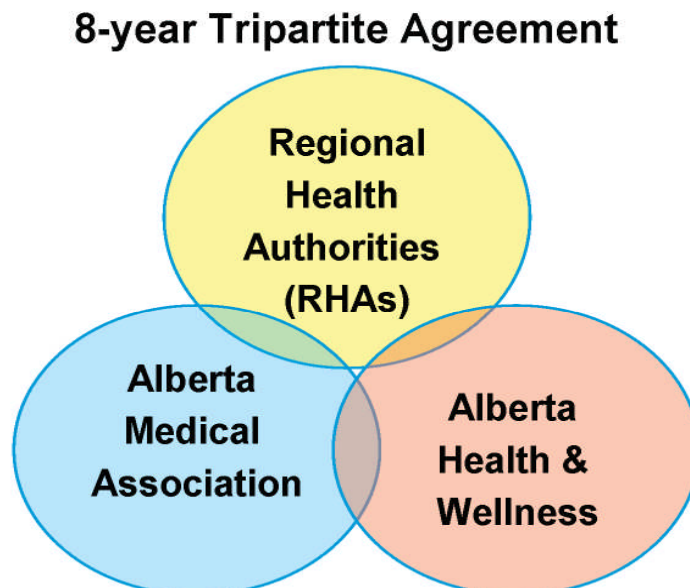 8-year Tripartite Agreement
Regional
Health
Authorities
(RHAs)
Alberta
Medical
Association
Alberta
Health &
Wellness